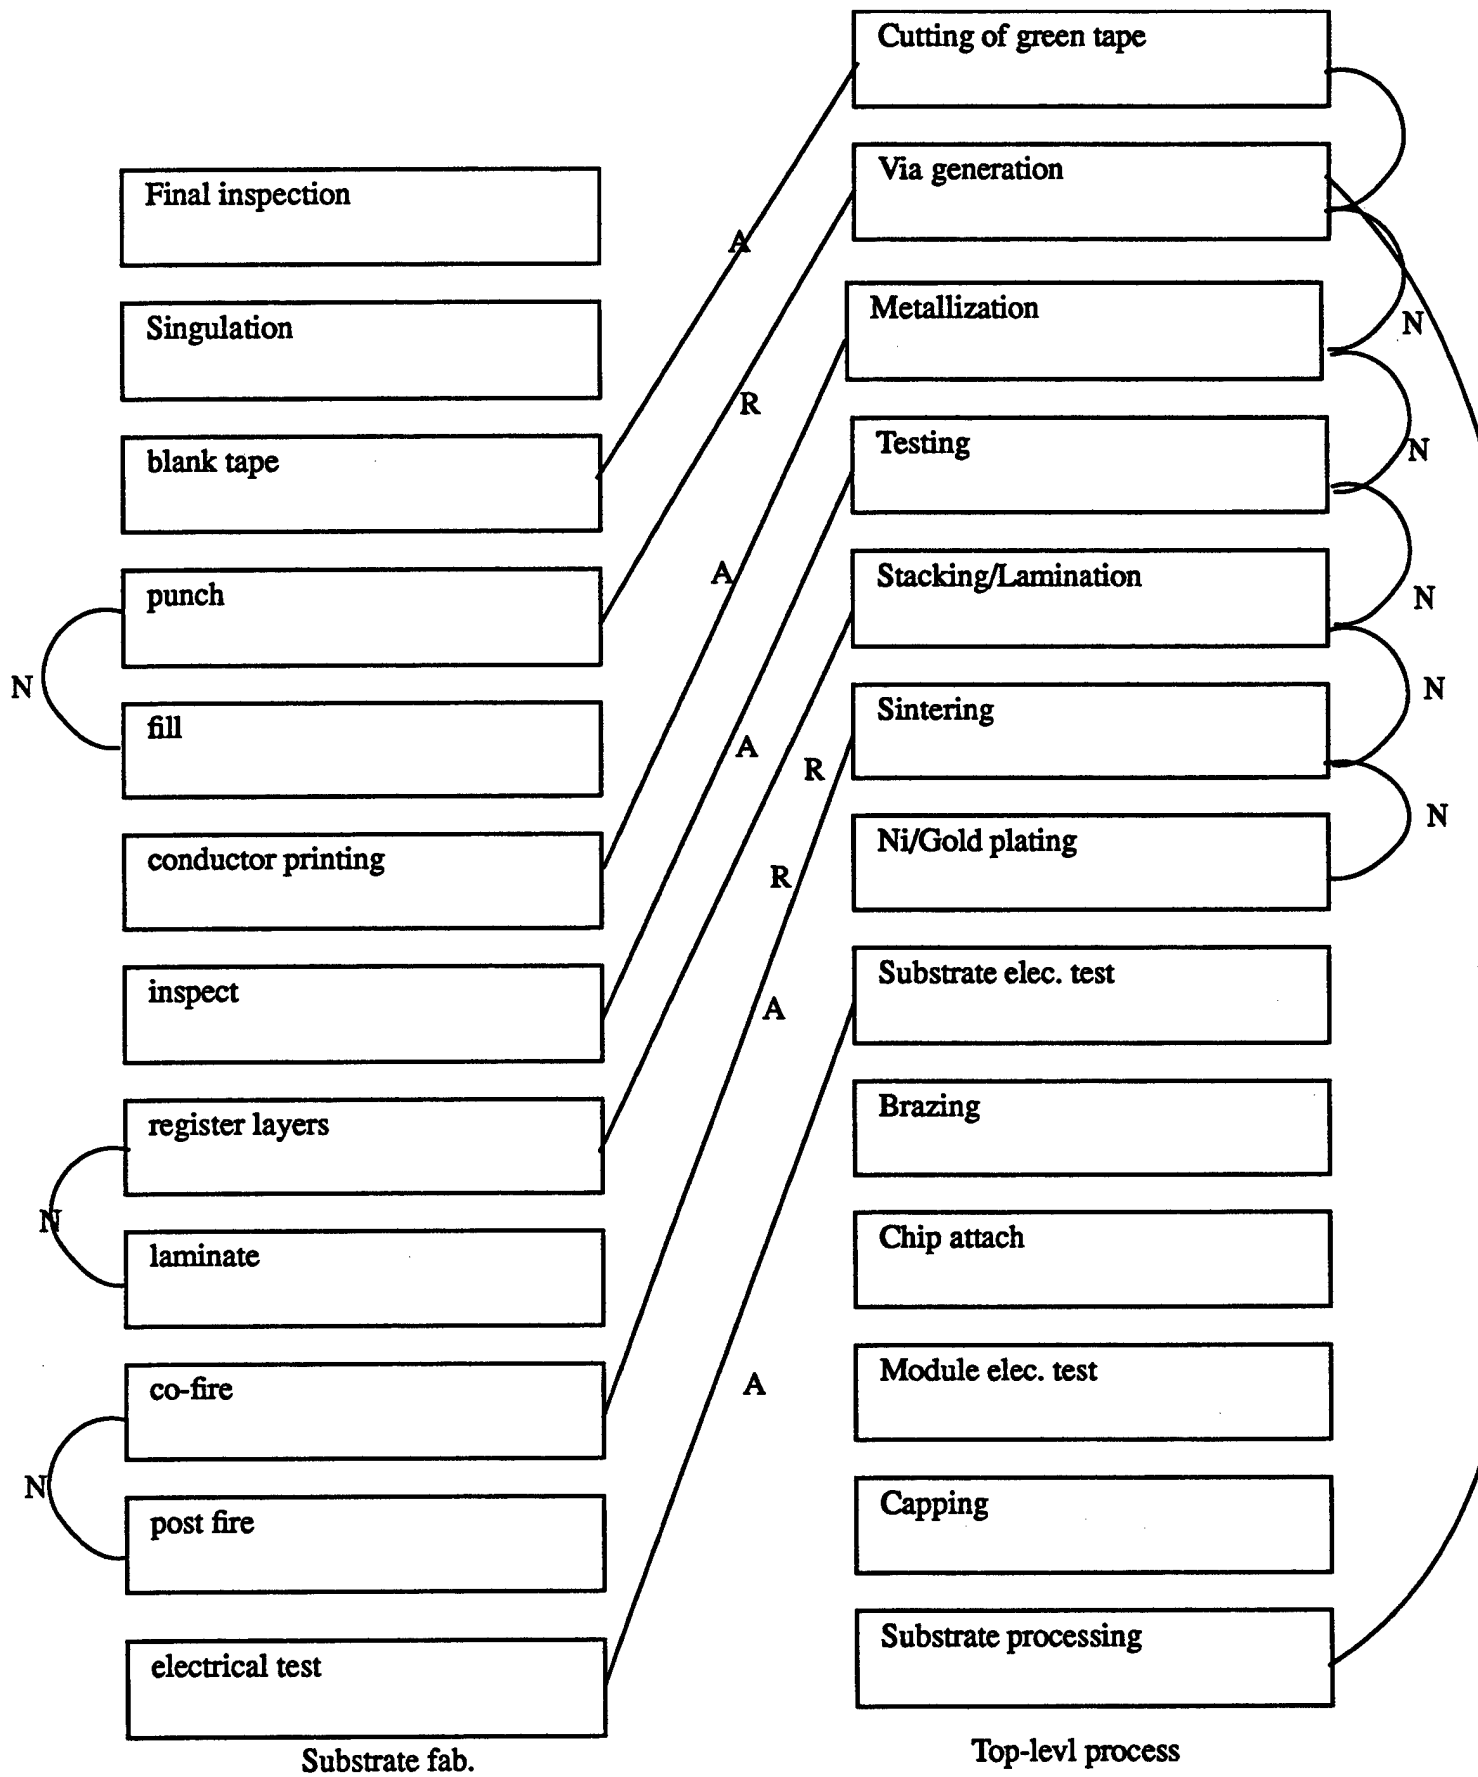 Cutting of green tape
Via generation
Final inspection
A
Metallization
N
Singulation
R
Testing
N
blank tape
A
Stacking/Lamination
punch
N
N
Sintering
N
fill
A
R
N
Ni/Gold plating
conductor printing
R
Substrate elec. test
inspect
A
Brazing
register layers
N
Chip attach
laminate
Module elec. test
co-fire
A
N
Capping
post fire
Substrate processing
electrical test
Substrate fab.
Top-levl process